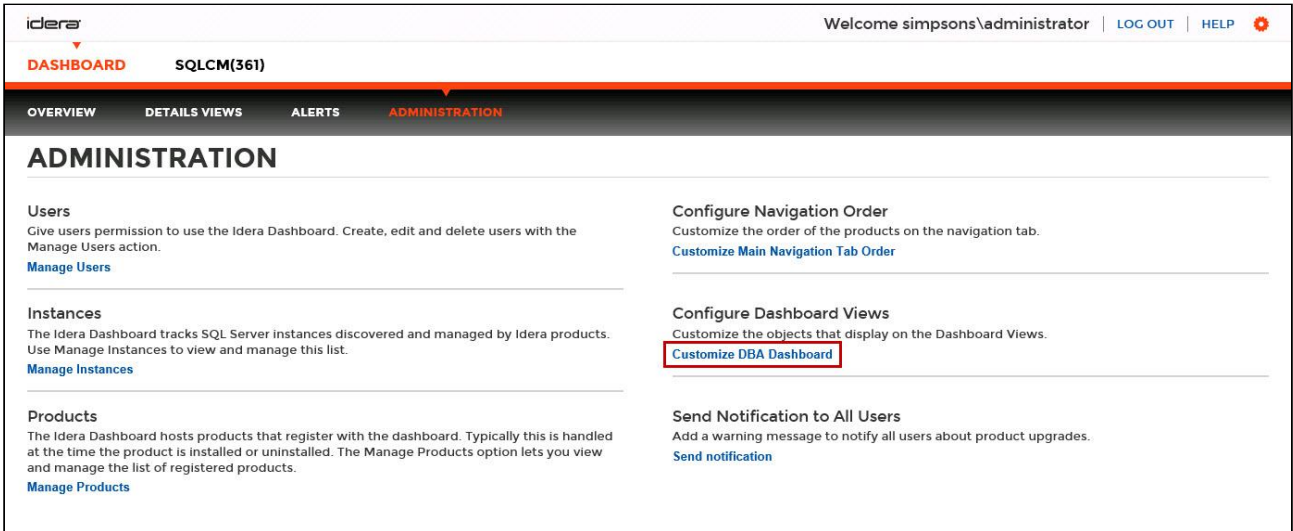 idera
Welcome simpsons\administrator | LOG OUT | HELP
DASHBOARD SQLCM(361)
OVERVIEW DETAILS VIEWS ALERTS ADMINISTRATION
ADMINISTRATION
Users
Give users permission to use the Idera Dashboard. Create, edit and delete users with the
Manage Users action.
Manage Users
Instances
The Idera Dashboard tracks SQL Server instances discovered and managed by Idera products.
Use Manage Instances to view and manage this list.
Manage Instances
Products
The Idera Dashboard hosts products that register with the dashboard. Typically this is handled
at the time the product is installed or uninstalled. The Manage Products option lets you view
and manage the list of registered products.
Manage Products
Configure Navigation Order
Customize the order of the products on the navigation tab.
Customize Main Navigation Tab Order
Configure Dashboard Views
Customize the objects that display on the Dashboard Views.
Customize DBA Dashboard
Send Notification to All Users
Add a warning message to notify all users about product upgrades.
Send notification